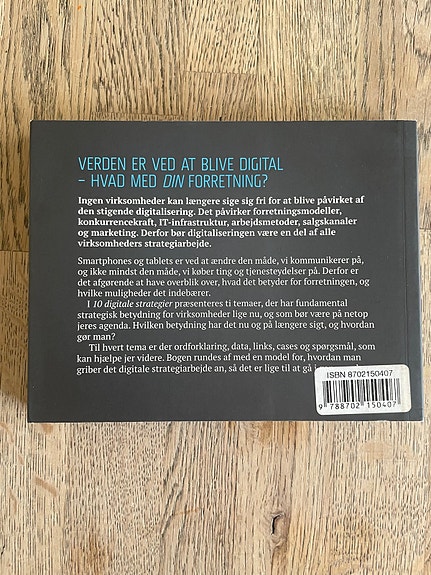 VERDEN ER VED AT BLIVE DIGITAL
– HVAD MED DIN FORRETNING?
Ingen virksomheder kan længere sige sig fri for at blive påvirket af
den stigende digitalisering. Det påvirker forretningsmodeller,
konkurrencekraft, IT-infrastruktur, arbejdsmetoder, salgskanaler
og marketing. Derfor bør digitaliseringen være en del af alle
virksomheders strategiarbejde.
Smartphones og tablets er ved at ændre den måde, vi kommunikerer på,
og ikke mindst den måde, vi køber ting og tjenesteydelser på. Derfor er
det afgørende at have overblik over, hvad det betyder for forretningen, og
hvilke muligheder det indebærer.
I 10 digitale strategier præsenteres ti temaer, der har fundamental
strategisk betydning for virksomheder lige nu, og som bør være på netop
jeres agenda. Hvilken betydning har det nu og på længere sigt, og hvordan
gør man?
Til hvert tema er der ordforklaring, data, links, cases og spørgsmål, som
kan hjælpe jer videre. Bogen rundes af med en model for, hvordan man
griber det digitale strategiarbejde an, så det er lige til at gå
ISBN 8702150407
9 788702 150407